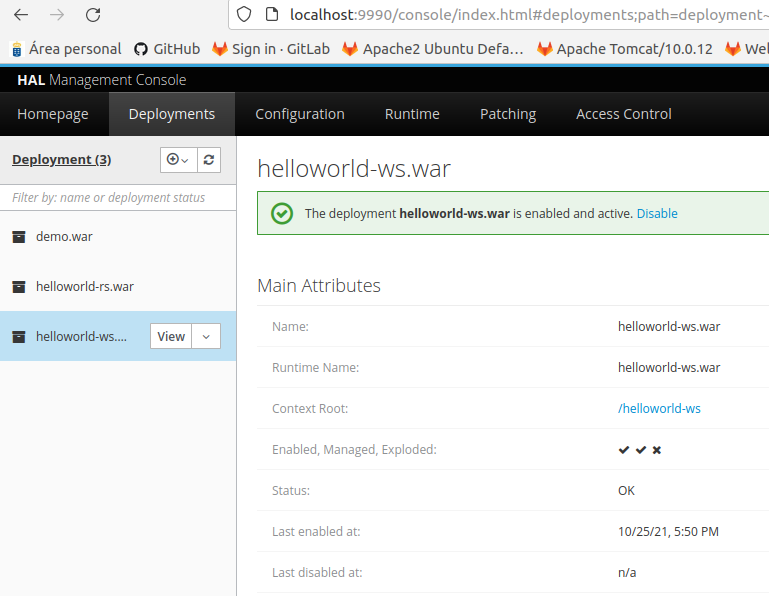 localhost:9990/console/index.html#deployments;path=deployment~
Área personal GitHub Sign in · GitLab Apache2 Ubuntu Defa… Apache Tomcat/10.0.12 Wel
HAL Management Console
Homepage Deployments Configuration Runtime Patching Access Control
Deployment (3)
Filter by: name or deployment status
demo.war
helloworld-rs.war
helloworld-ws.... View
helloworld-ws.war
The deployment helloworld-ws.war is enabled and active. Disable
Main Attributes
Name: helloworld-ws.war
Runtime Name: helloworld-ws.war
Context Root: /helloworld-ws
Enabled, Managed, Exploded:
Status: OK
Last enabled at: 10/25/21, 5:50 PM
Last disabled at: n/a